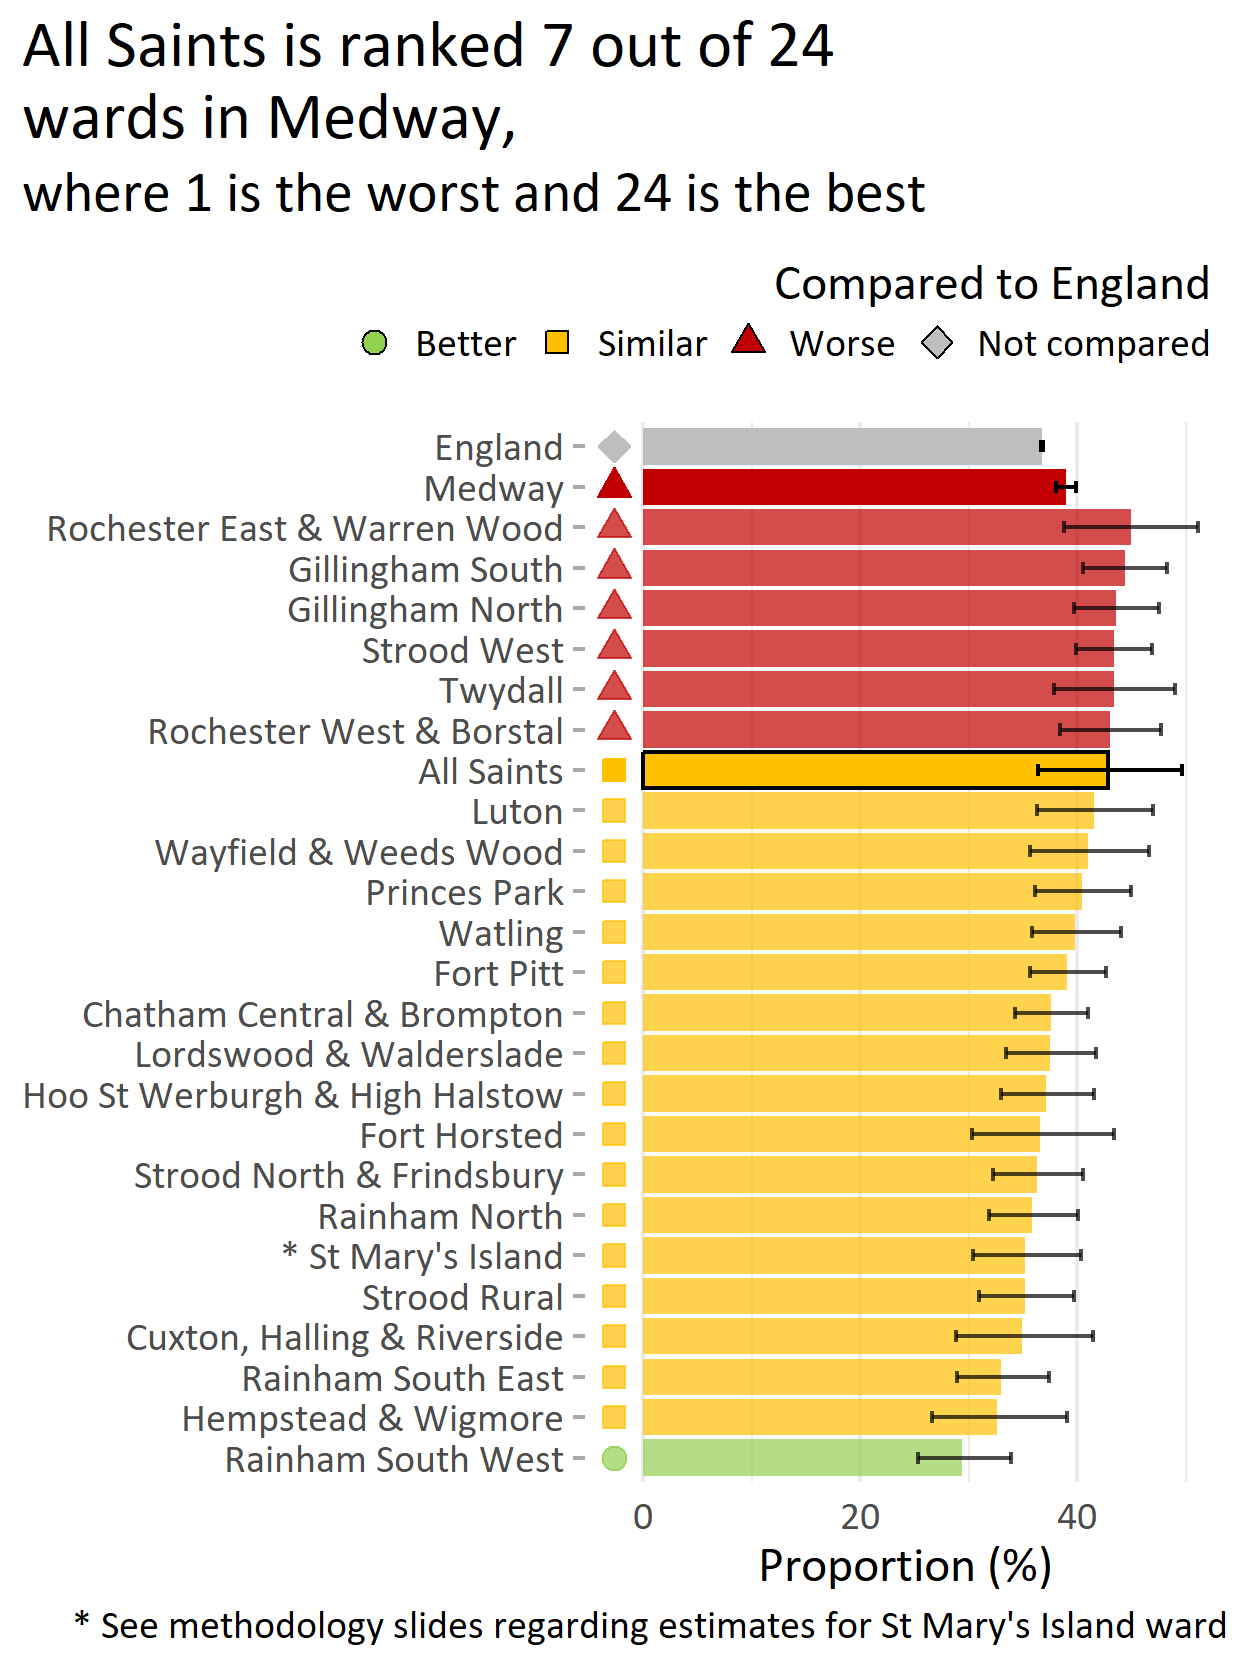 All Saints is ranked 7 out of 24
wards in Medway,
where 1 is the worst and 24 is the best
Compared to England
Better Similar Worse Not compared
England
Medway
Rochester East & Warren Wood
Gillingham South
Gillingham North
Strood West
Twydall
Rochester West & Borstal
All Saints
Luton
Wayfield & Weeds Wood
Princes Park
Watling
Fort Pitt
Chatham Central & Brompton
Lordswood & Walderslade
Hoo St Werburgh & High Halstow
Fort Horsted
Strood North & Frindsbury
Rainham North
* St Mary's Island
Strood Rural
Cuxton, Halling & Riverside
Rainham South East
Hempstead & Wigmore
Rainham South West
0 20 40
Proportion (%)
* See methodology slides regarding estimates for St Mary's Island ward